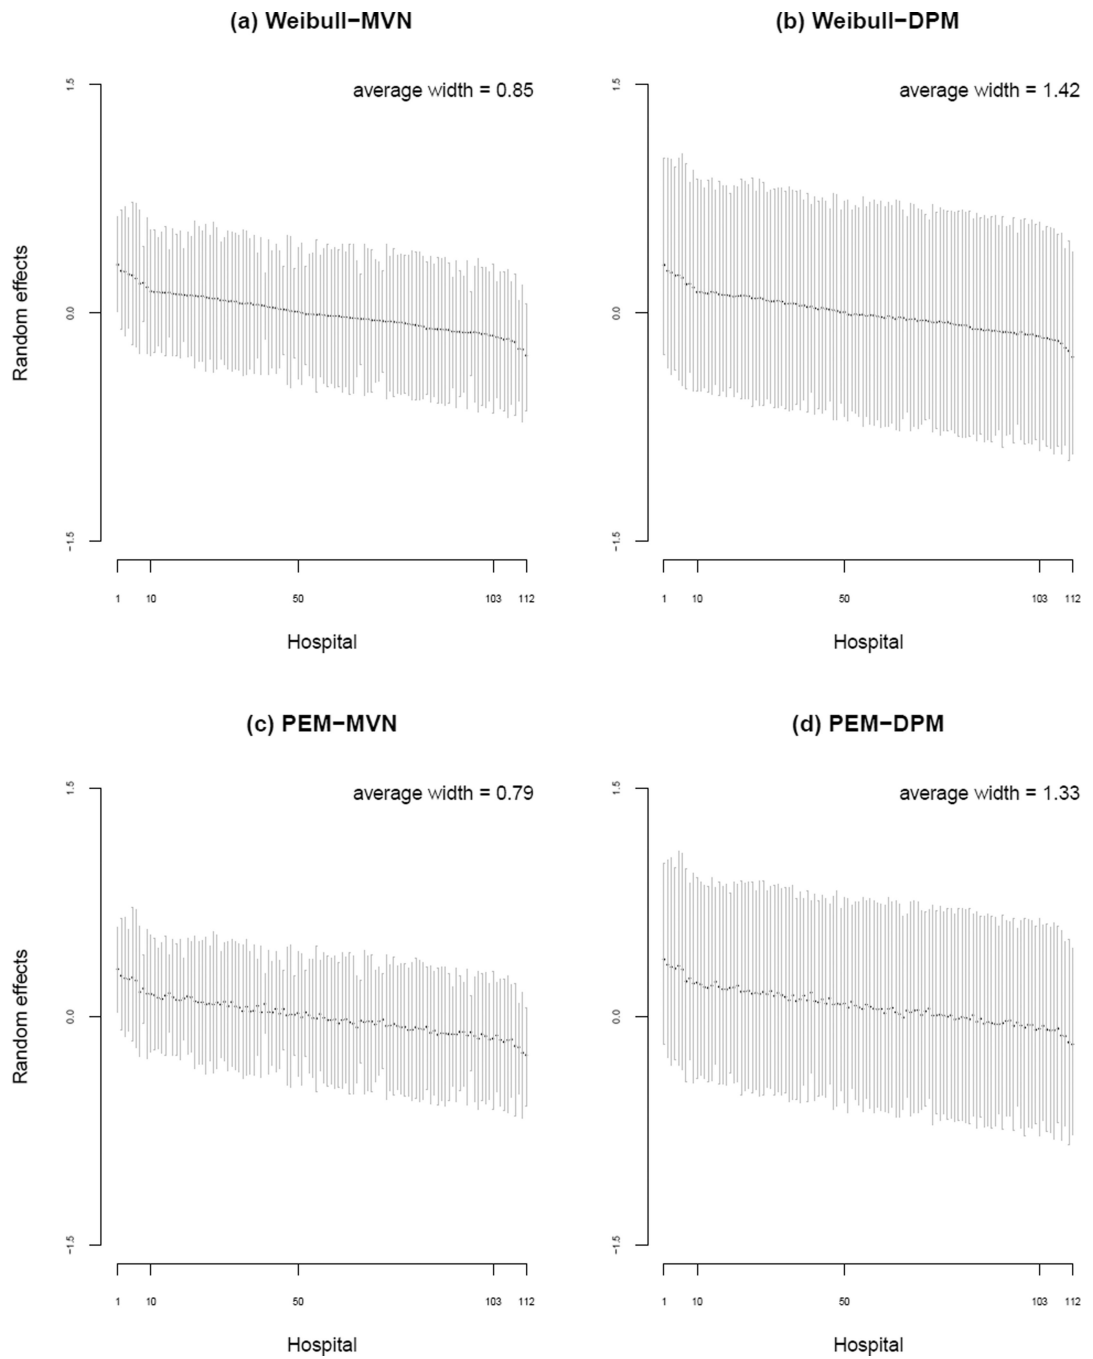 (a) Weibull−MVN
average width = 0.85
1.5
0.0
−1.5
Random effects
1 10 50 103 112
Hospital
(b) Weibull−DPM
average width = 1.42
1.5
0.0
−1.5
1 10 50 103 112
Hospital
(c) PEM−MVN
average width = 0.79
1.5
0.0
−1.5
Random effects
1 10 50 103 112
Hospital
(d) PEM−DPM
average width = 1.33
1.5
0.0
−1.5
1 10 50 103 112
Hospital